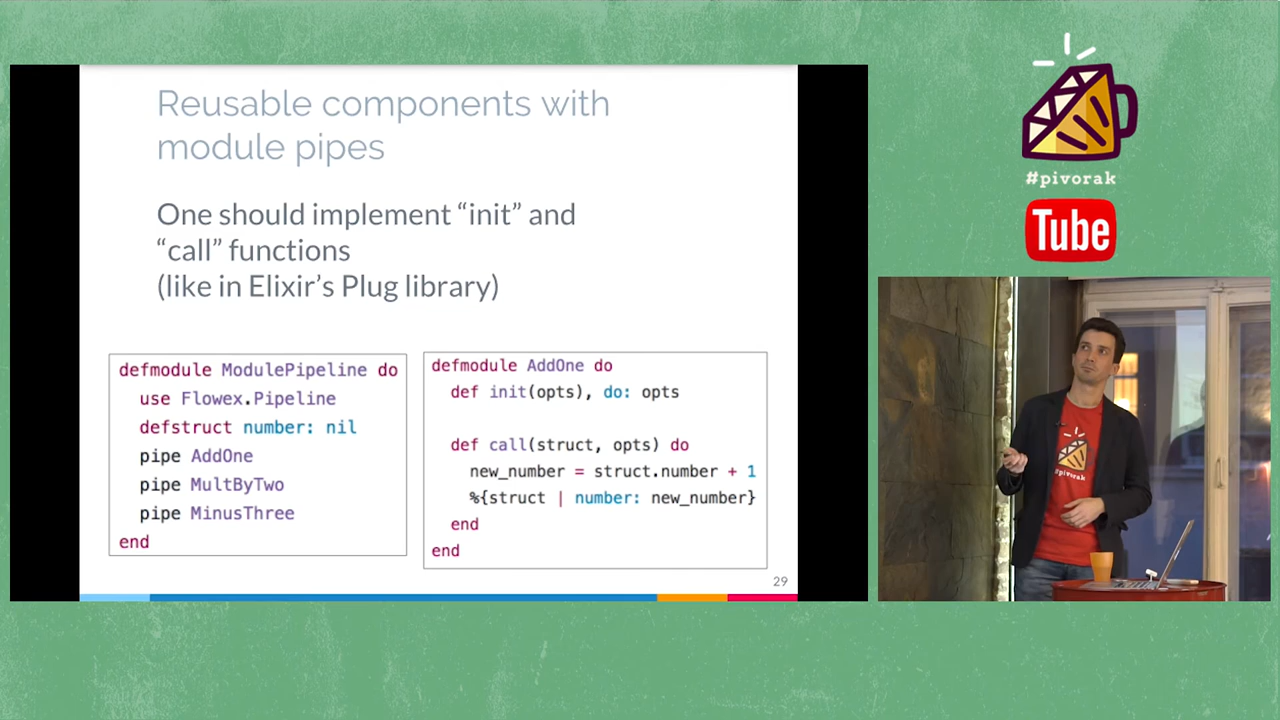 Reusable components with
module pipes
One should implement “init” and
“call” functions
(like in Elixir’s Plug library)
defmodule ModulePipeline do
  use Flowex.Pipeline
  defstruct number: nil
  pipe AddOne
  pipe MultByTwo
  pipe MinusThree
end
defmodule AddOne do
  def init(opts), do: opts

  def call(struct, opts) do
    new_number = struct.number + 1
    %{struct | number: new_number}
  end
end
29
#pivorak
Tube
#pivorak